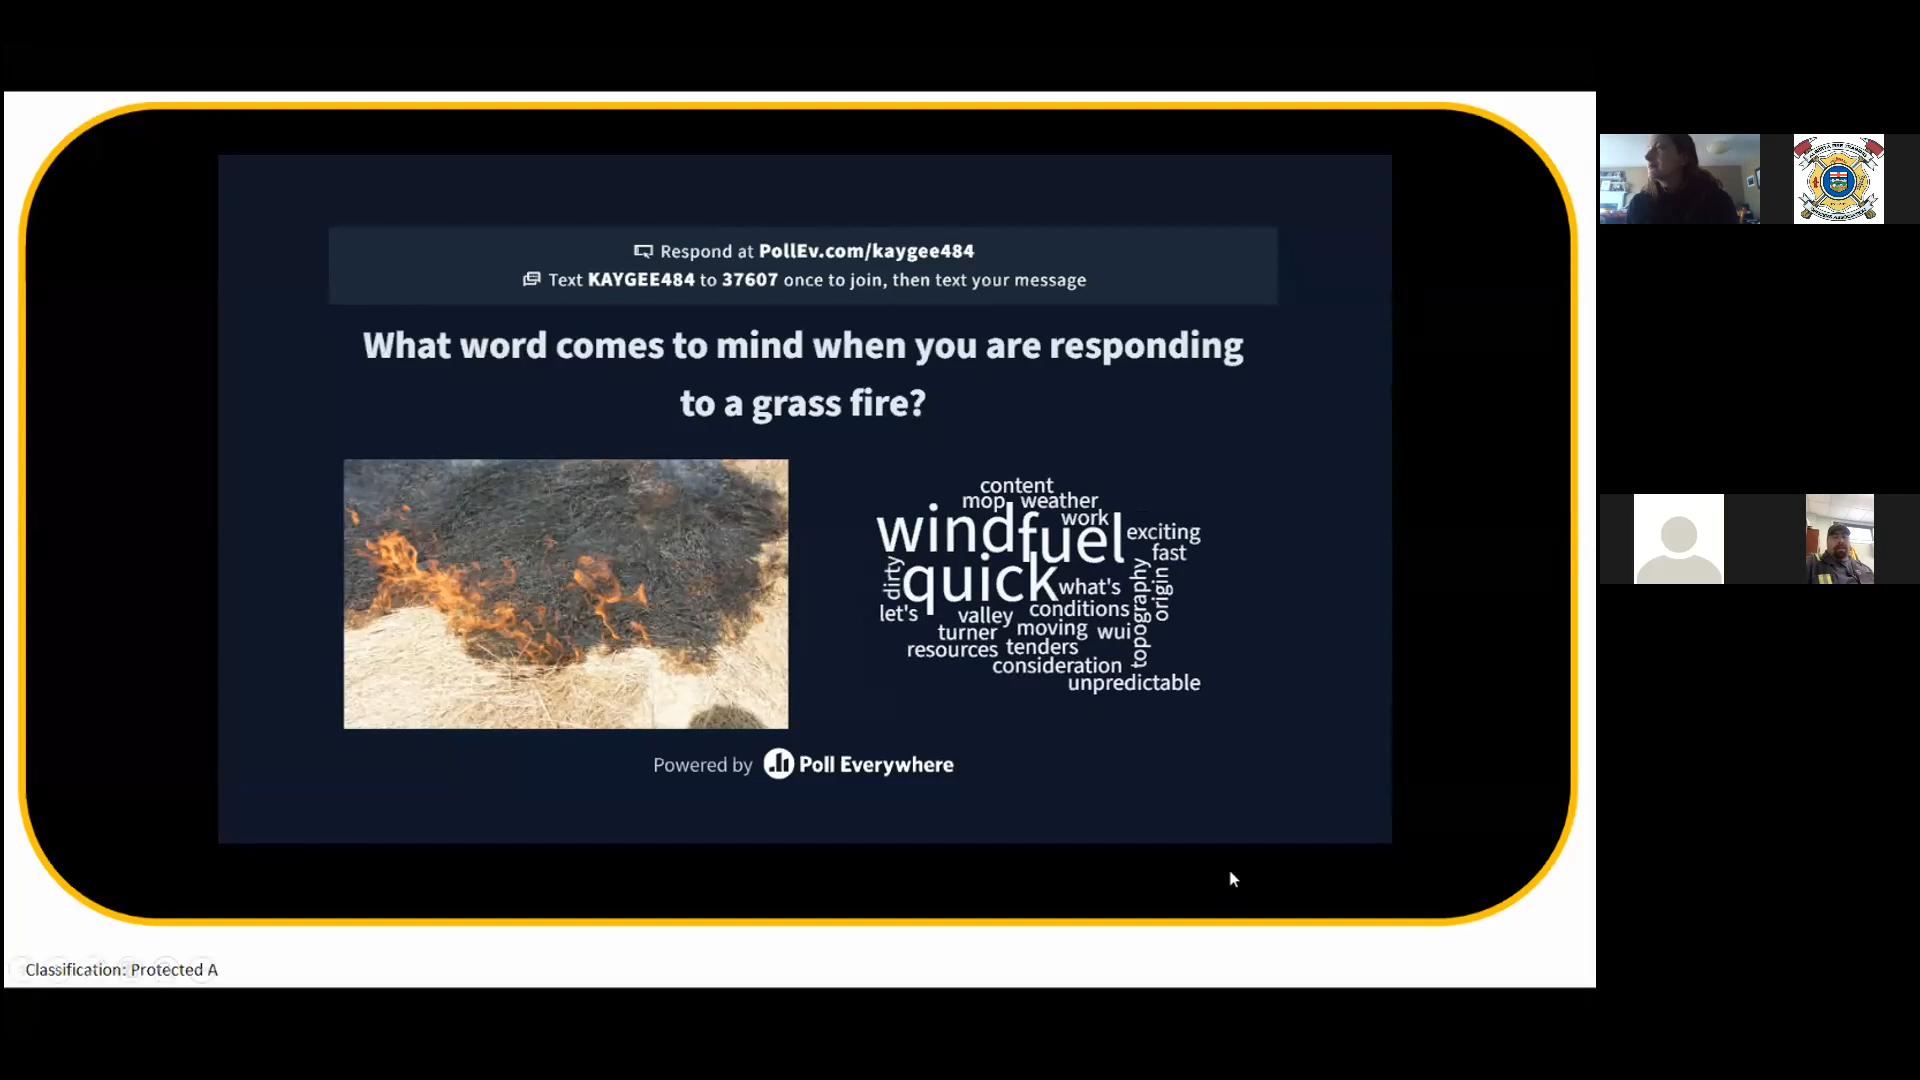 Respond at PollEv.com/kaygee484
Text KAYGEE484 to 37607 once to join, then text your message
What word comes to mind when you are responding
to a grass fire?
content
mop weather
work
wind
fuel
exciting
fast
dirty
quick
what's
topography
origin
let's
valley
conditions
turner
moving
wui
resources
tenders
consideration
unpredictable
Powered by Poll Everywhere
Classification: Protected A